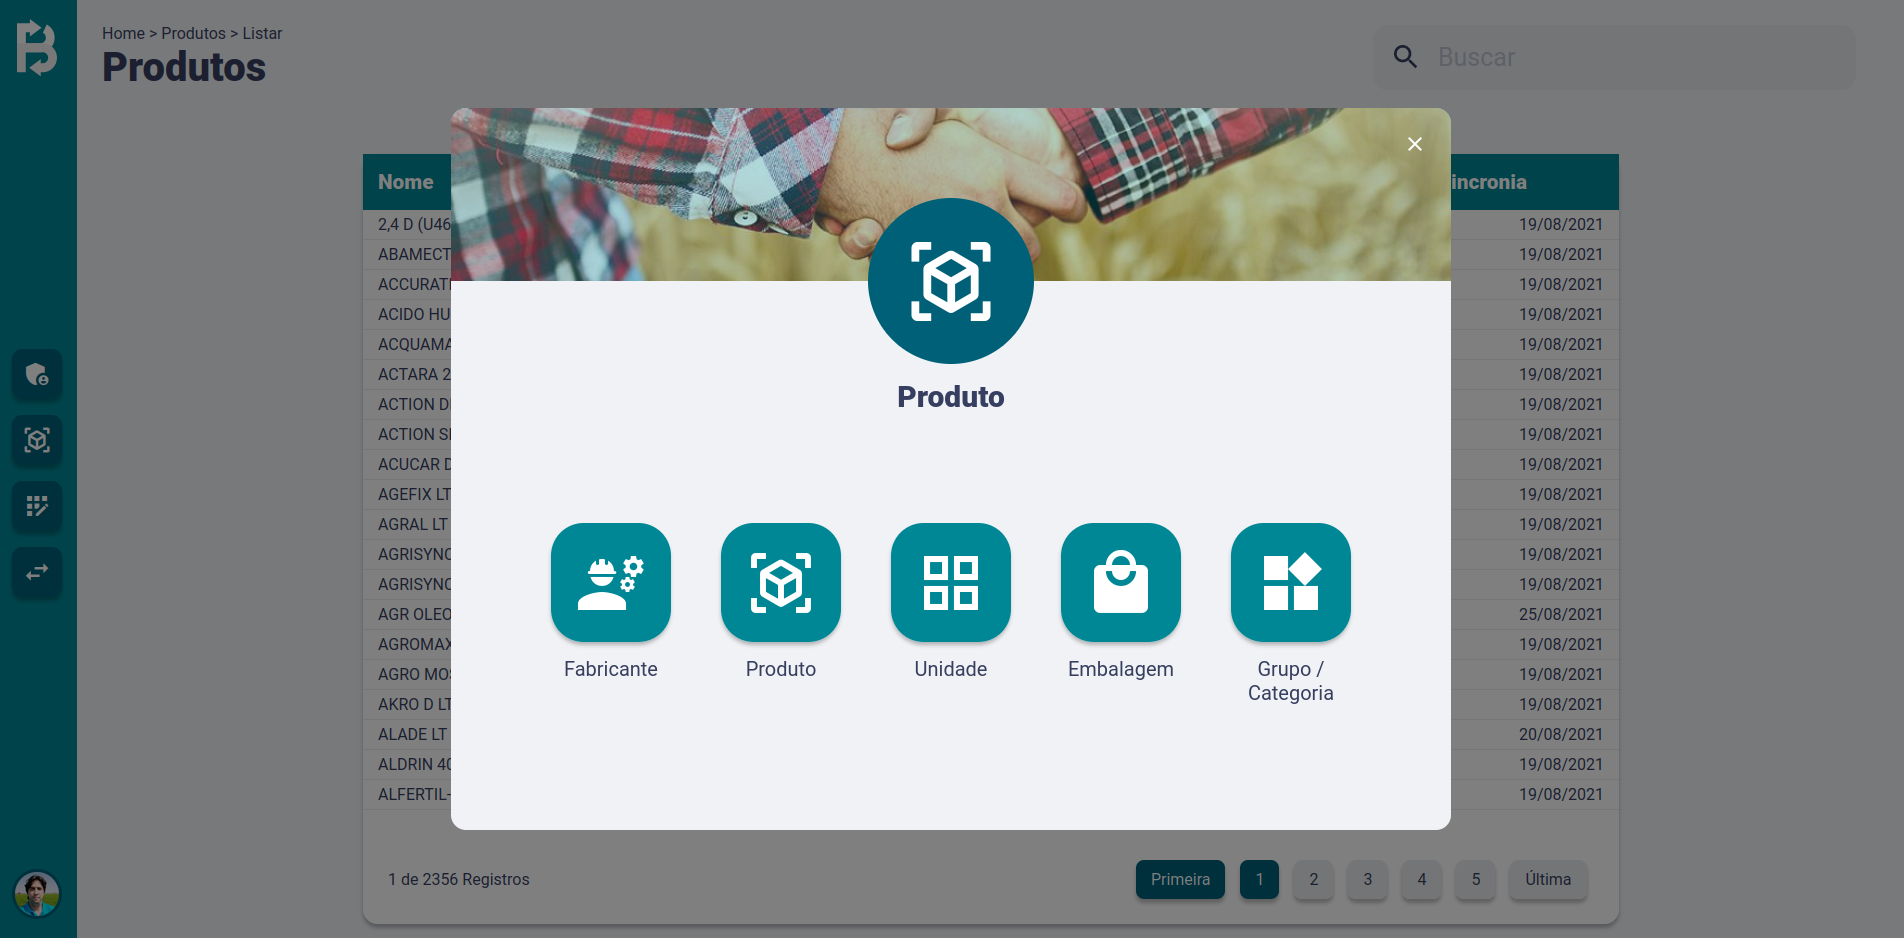 Home > Produtos > Listar
Produtos
Buscar
Nome
incronia
2,4 D (U46
19/08/2021
ABAMECT
19/08/2021
ACCURAT
19/08/2021
ACIDO HU
19/08/2021
ACQUAMA
19/08/2021
ACTARA 2
19/08/2021
ACTION D
19/08/2021
ACTION S
19/08/2021
ACUCAR D
19/08/2021
AGEFIX LT
19/08/2021
AGRAL LT
19/08/2021
AGRISYNC
19/08/2021
AGRISYNC
19/08/2021
AGR OLEO
25/08/2021
AGROMAX
19/08/2021
AGRO MO
19/08/2021
AKRO D LT
19/08/2021
ALADE LT
20/08/2021
ALDRIN 40
19/08/2021
ALFERTIL-
19/08/2021
Produto
Fabricante
Produto
Unidade
Embalagem
Grupo /
Categoria
1 de 2356 Registros
Primeira 1 2 3 4 5 Última